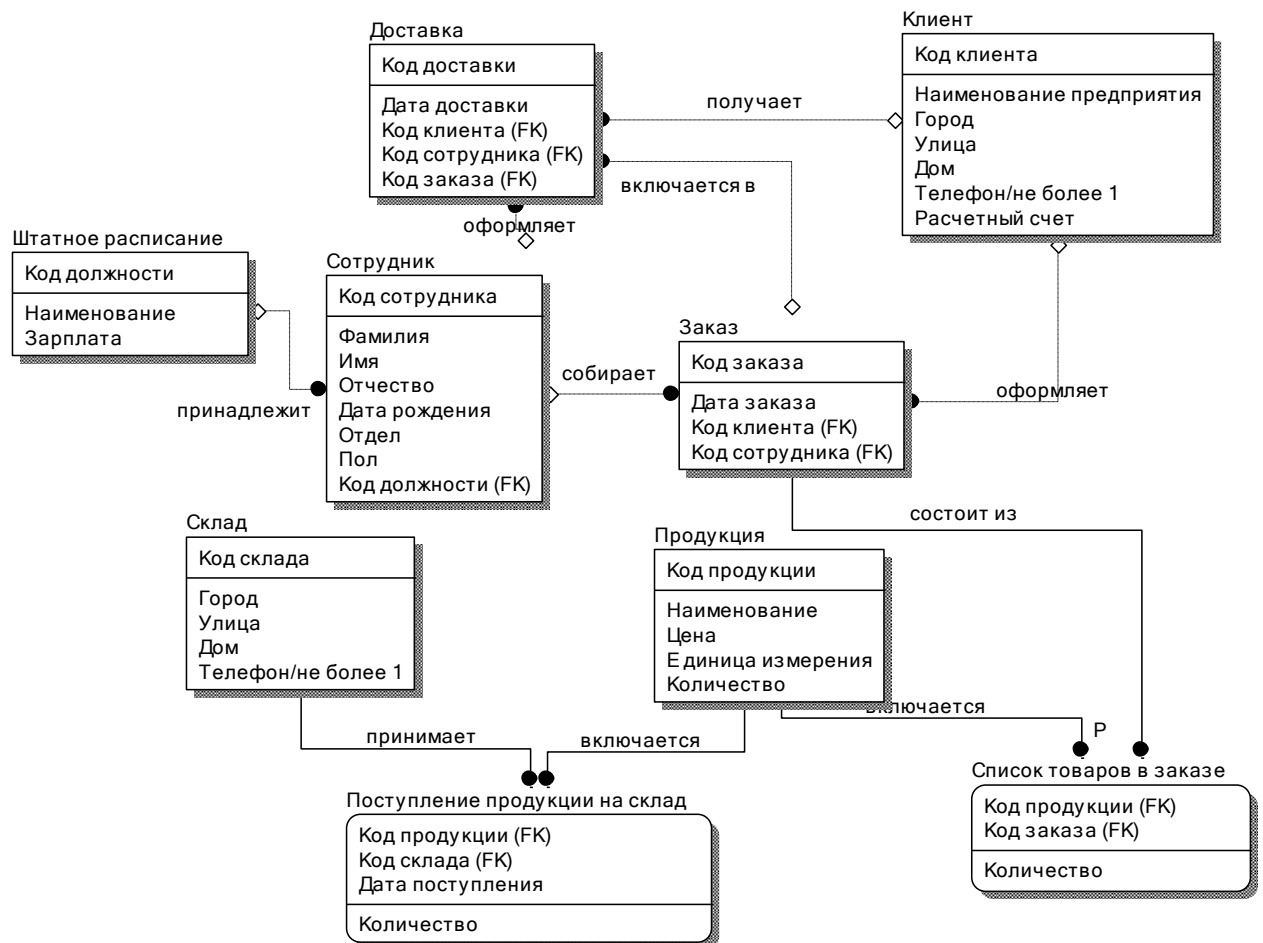 Доставка
Код доставки
Дата доставки
Код клиента (FK)
Код сотрудника (FK)
Код заказа (FK)
Клиент
Код клиента
Наименование предприятия
Город
Улица
Дом
Телефон/не более 1
Расчетный счет
получает
включается в
оформляет
Штатное расписание
Код должности
Наименование
Зарплата
принадлежит
Сотрудник
Код сотрудника
Фамилия
Имя
Отчество
Дата рождения
Отдел
Пол
Код должности (FK)
собирает
Заказ
Код заказа
Дата заказа
Код клиента (FK)
Код сотрудника (FK)
оформляет
состоит из
Склад
Код склада
Город
Улица
Дом
Телефон/не более 1
Продукция
Код продукции
Наименование
Цена
Единица измерения
Количество
включается
P
принимает
включается
Поступление продукции на склад
Код продукции (FK)
Код склада (FK)
Дата поступления
Количество
Список товаров в заказе
Код продукции (FK)
Код заказа (FK)
Количество